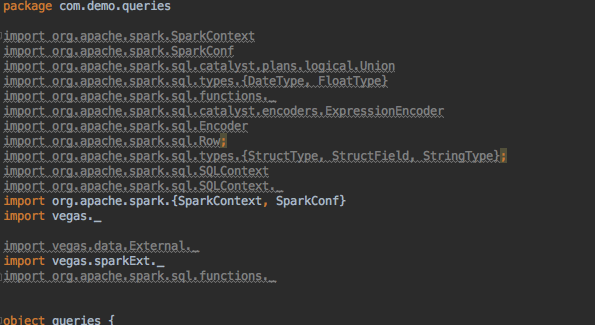 package com.demo.queries
import org.apache.spark.SparkContext
import org.apache.spark.SparkConf
import org.apache.spark.sql.catalyst.plans.logical.Union
import org.apache.spark.sql.types.{DateType, FloatType}
import org.apache.spark.sql.functions._
import org.apache.spark.sql.catalyst.encoders.ExpressionEncoder
import org.apache.spark.sql.Encoder
import org.apache.spark.sql.Row;
import org.apache.spark.sql.types.{StructType, StructField, StringType};
import org.apache.spark.sql.SQLContext
import org.apache.spark.sql.SQLContext._
import org.apache.spark.{SparkContext, SparkConf}
import vegas._
import vegas.data.External._
import vegas.sparkExt._
import org.apache.spark.sql.functions._
object queries {